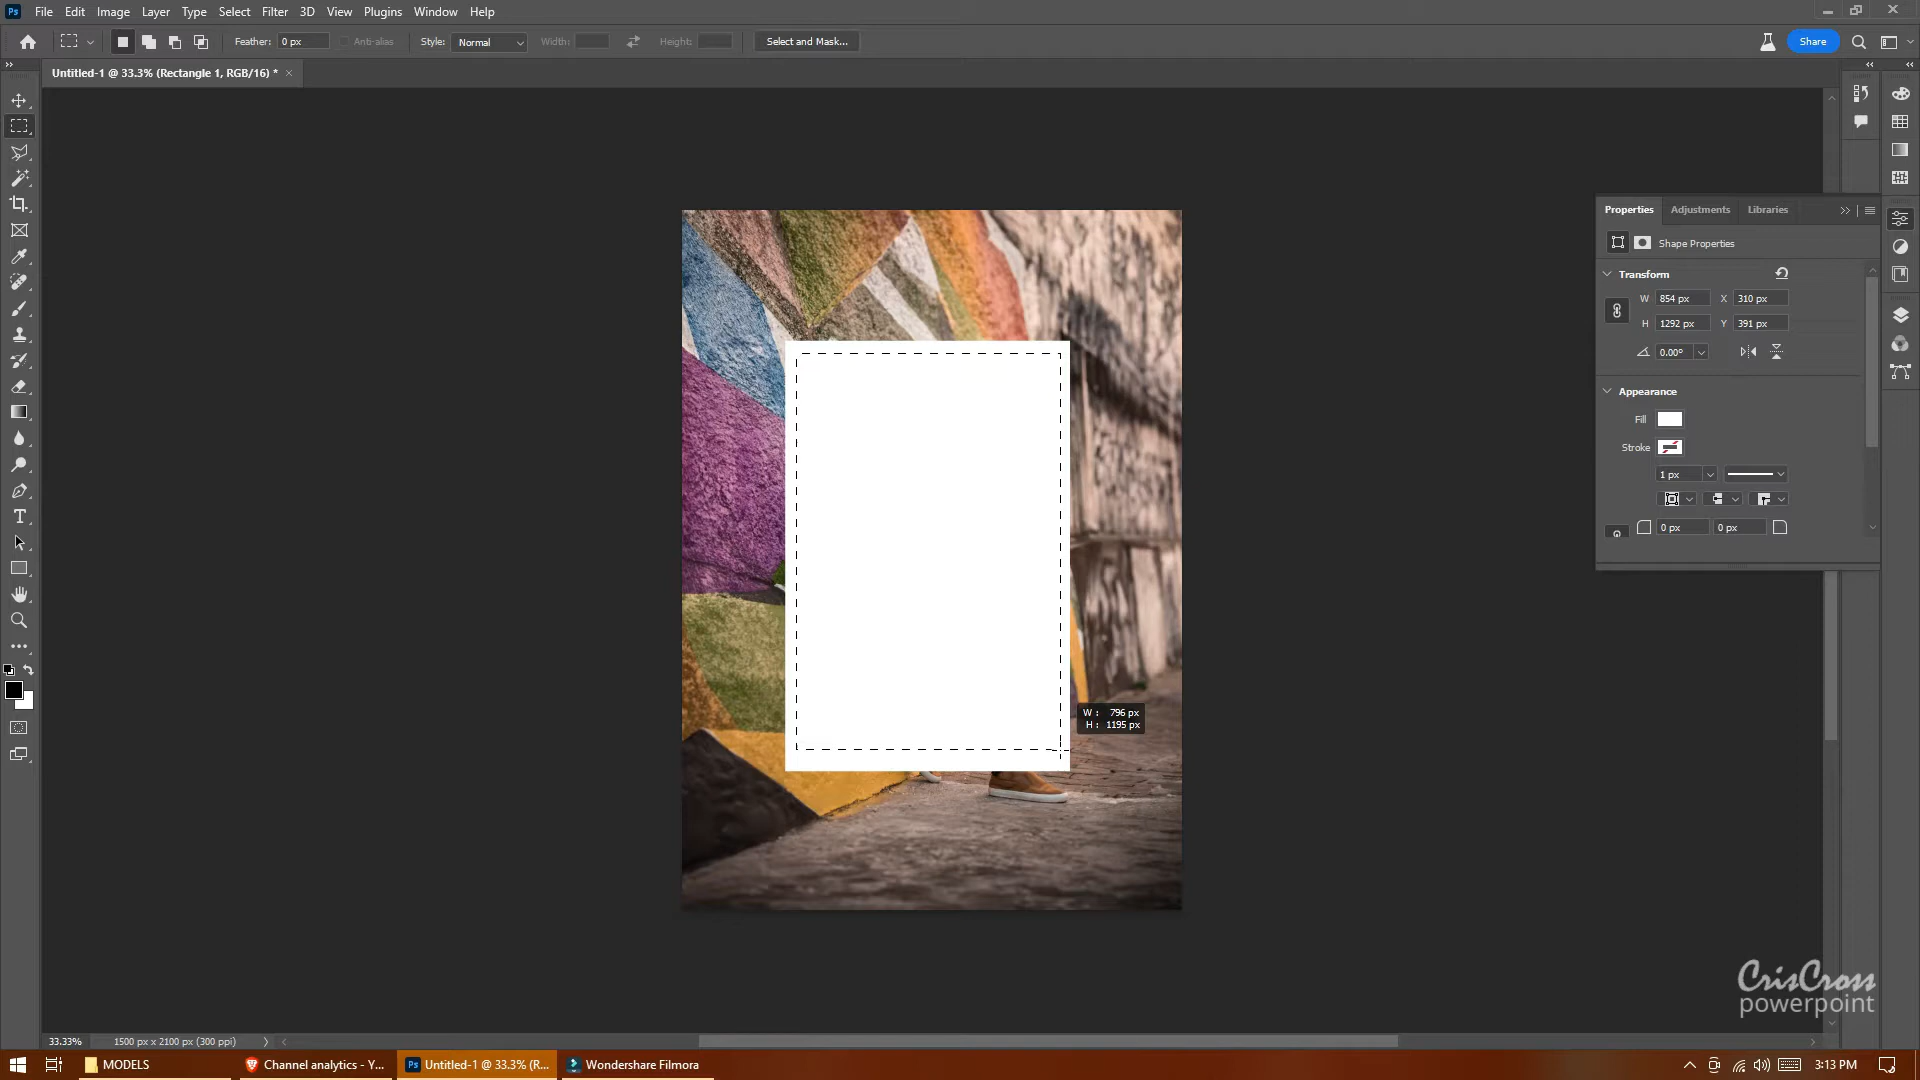 Ps File Edit Image Layer Type Select Filter 3D View Plugins Window Help
Feather: 0 px Anti-alias Style: Normal Width: Height: Select and Mask... Share
Untitled-1 @ 33.3% (Rectangle 1, RGB/16) * ×
Properties Adjustments Libraries
Shape Properties
Transform
W 854 px X 310 px
H 1292 px Y 391 px
0.00°
Appearance
Fill
Stroke
1 px
0 px 0 px
W : 796 px
H : 1195 px
CrisCross
powerpoint
33.33% 1500 px x 2100 px (300 ppi)
MODELS Channel analytics - Y... Ps Untitled-1 @ 33.3% (R... Wondershare Filmora 3:13 PM